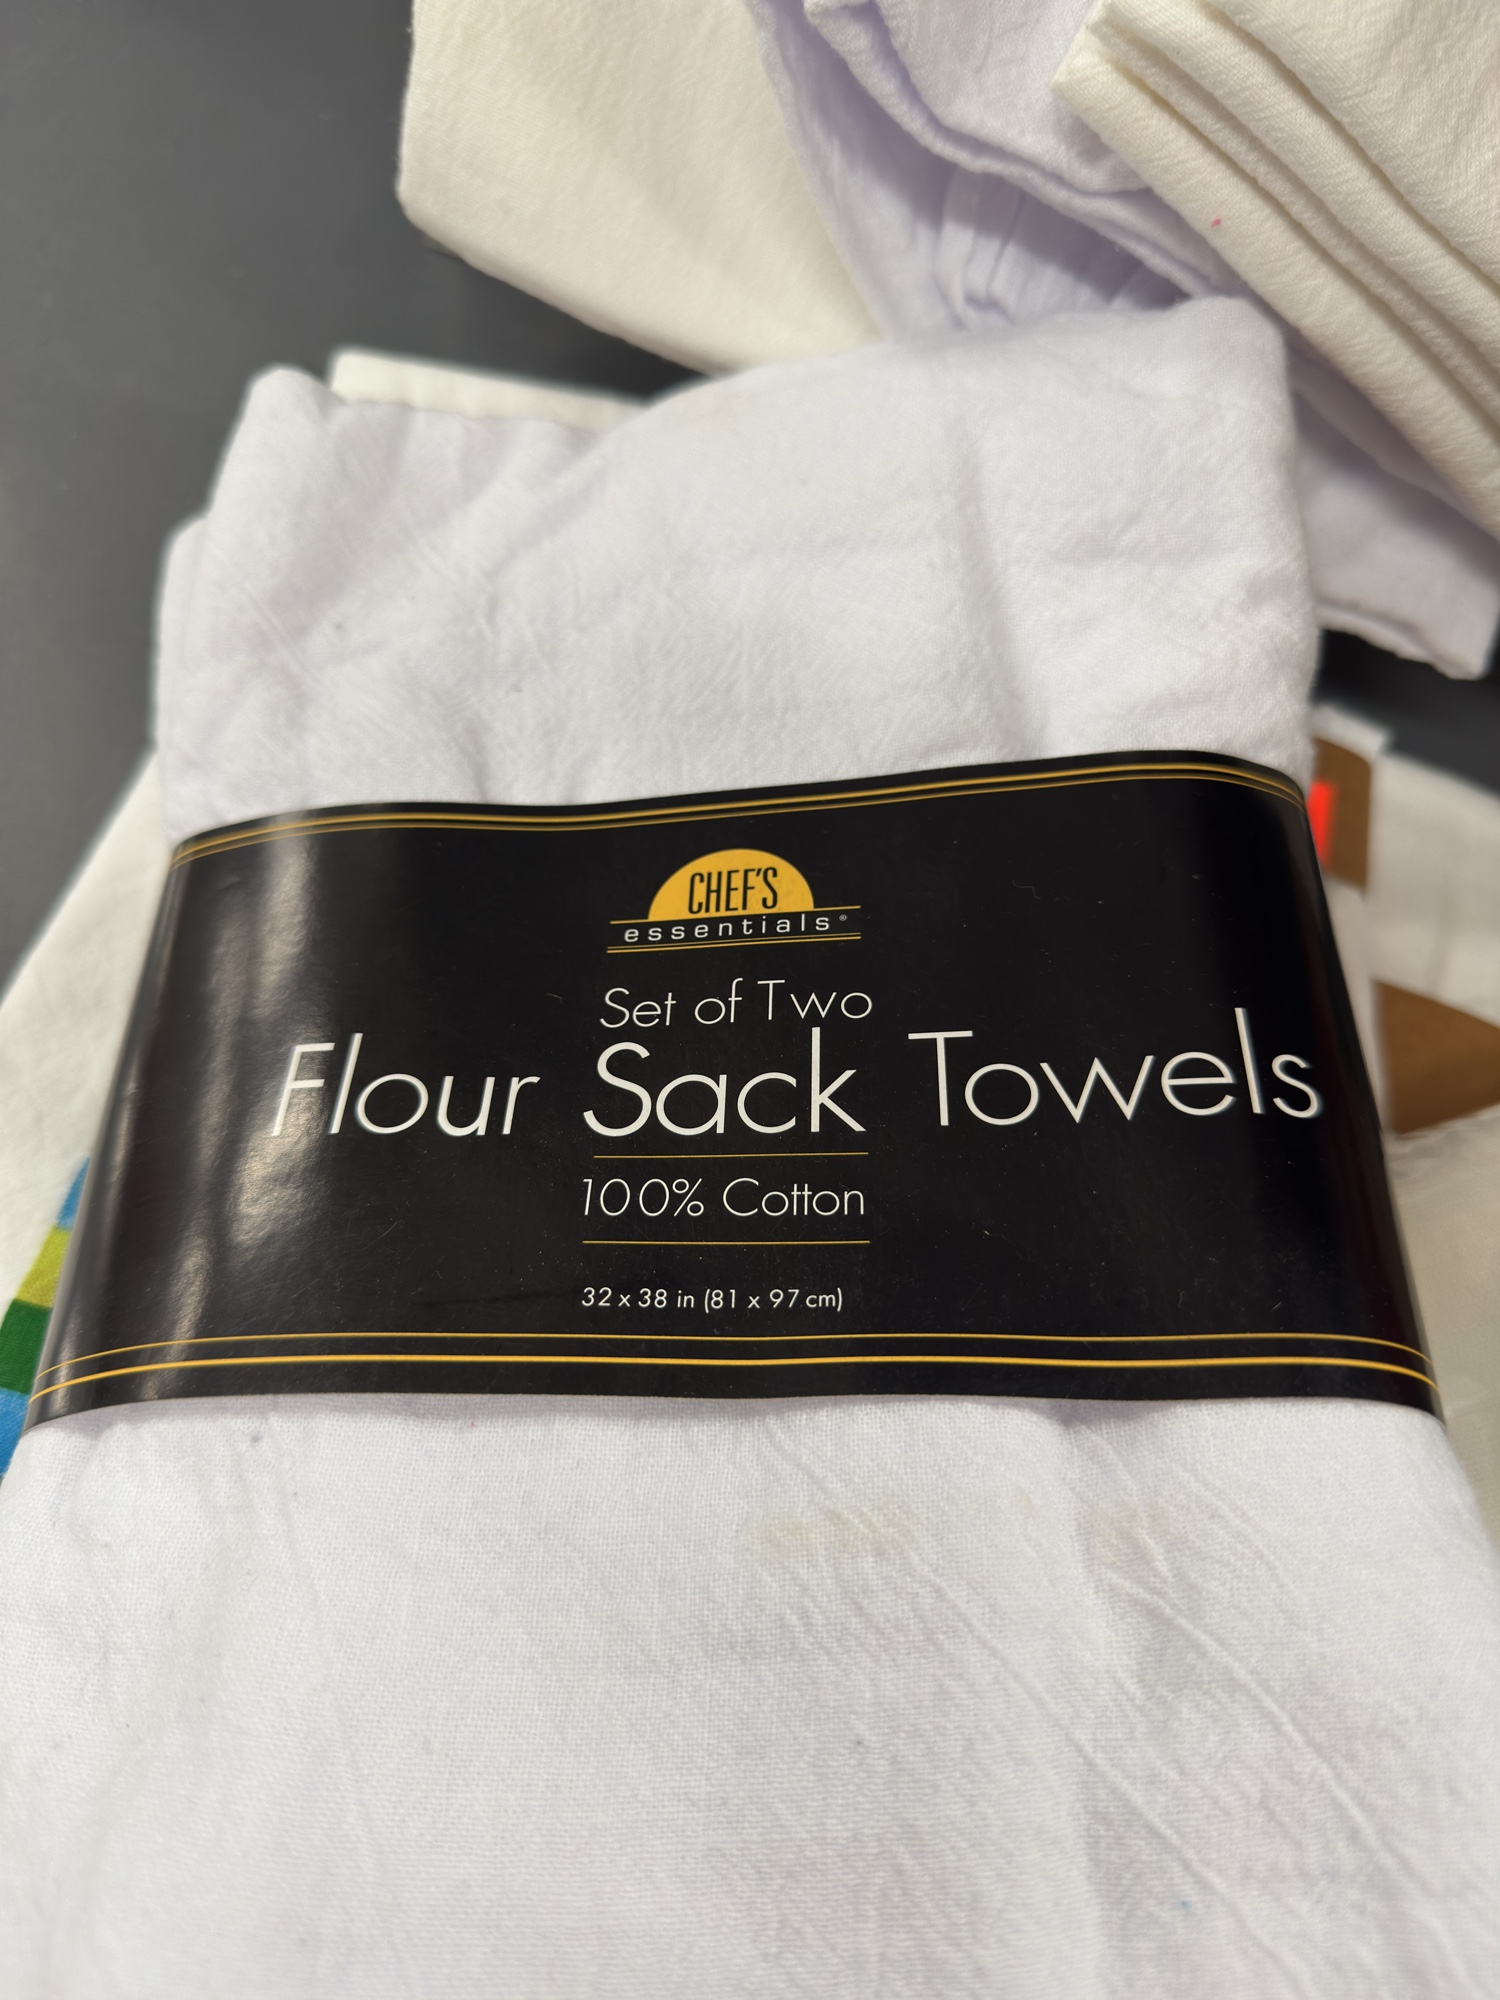 CHEF'S
essentials®
Set of Two
Flour Sack Towels
100% Cotton
32 x 38 in (81 x 97 cm)